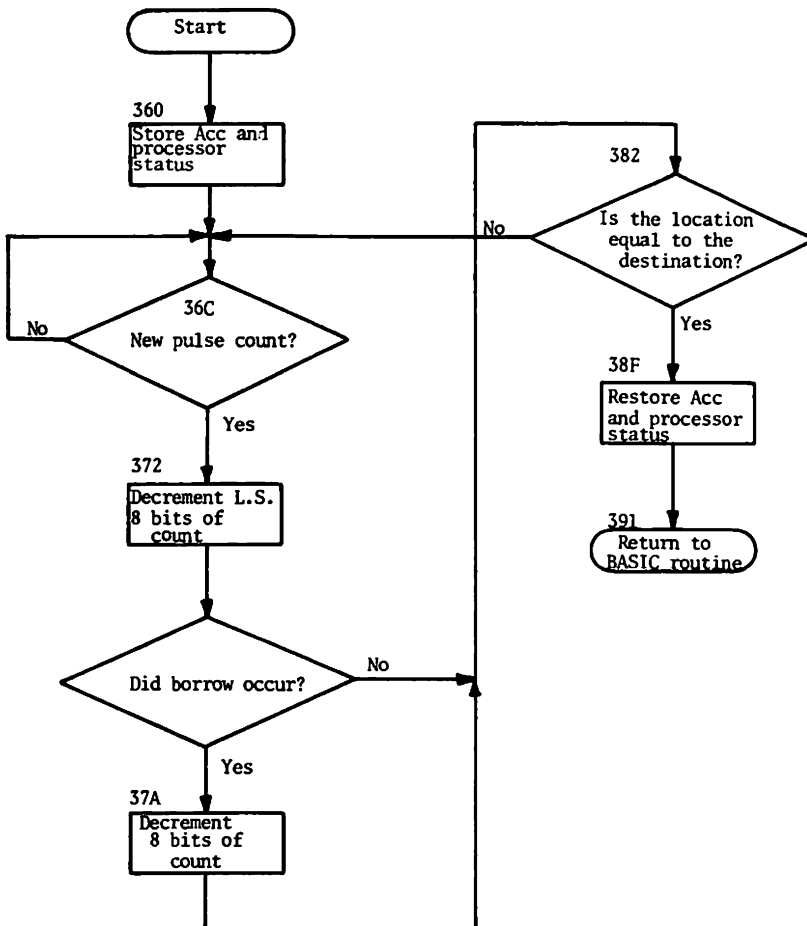 Start
360
Store Acc and
processor
status
No
36C
New pulse count?
Yes
372
Decrement L.S.
8 bits of
count
Did borrow occur?
No
Yes
37A
Decrement
8 bits of
count
382
Is the location
equal to the
destination?
No
Yes
38F
Restore Acc
and processor
status
391
Return to
BASIC routine